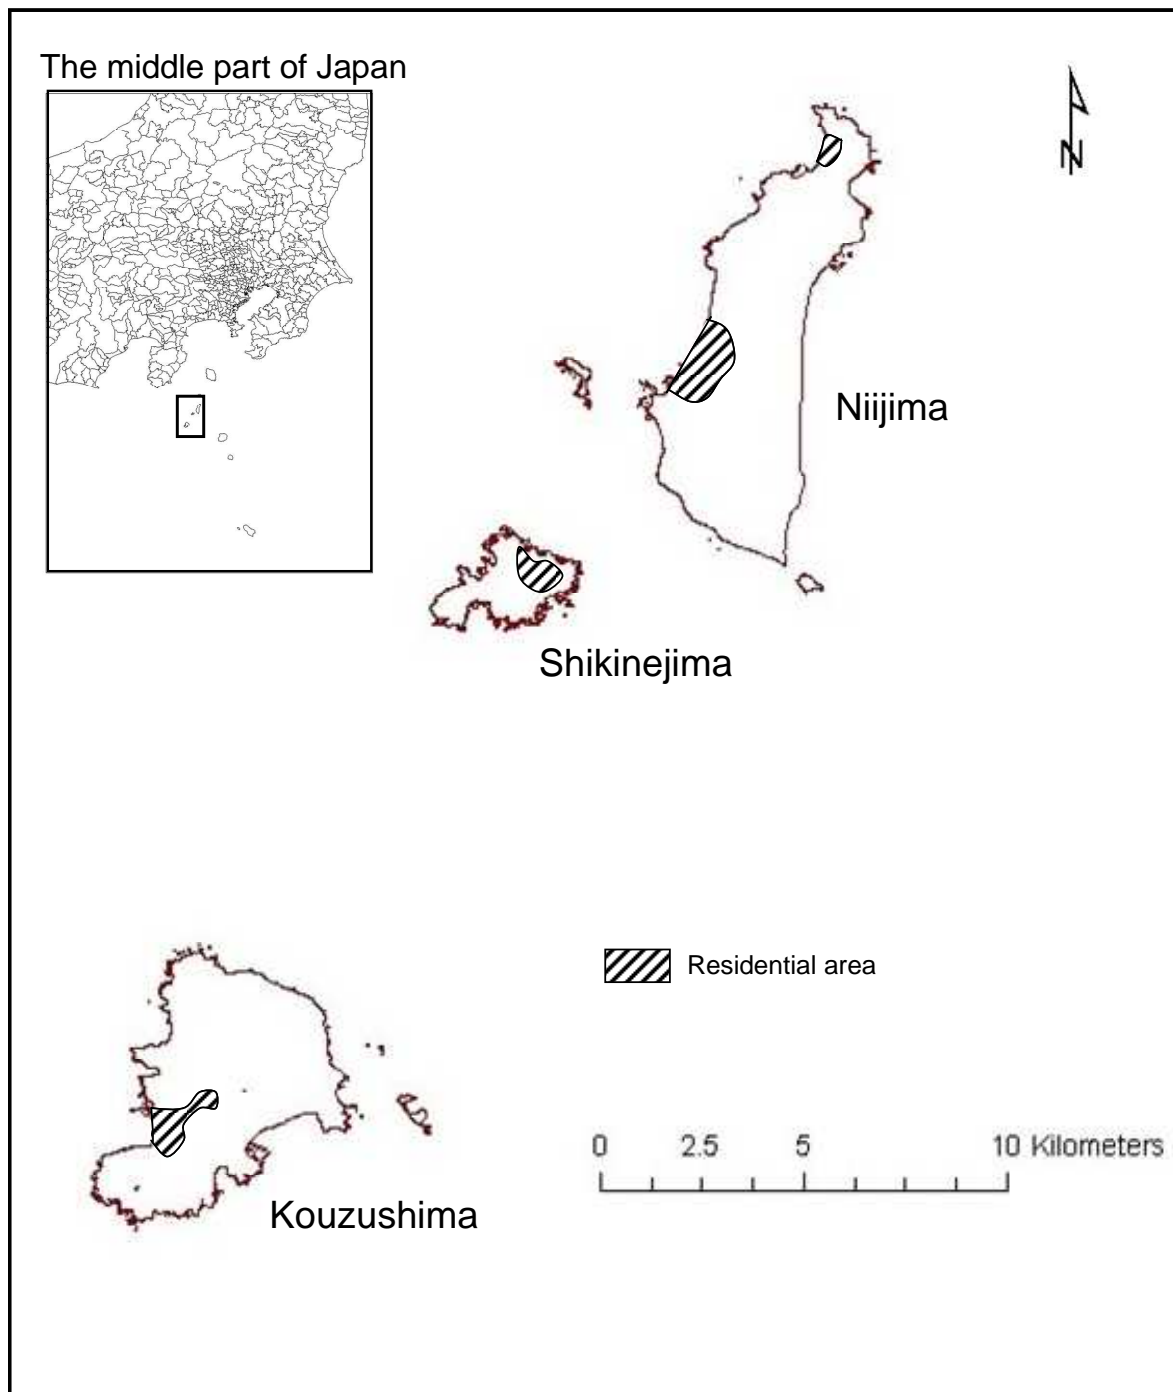 The middle part of Japan
N
Niijima
Shikinejima
Residential area
0 2.5 5 10 Kilometers
Kouzushima